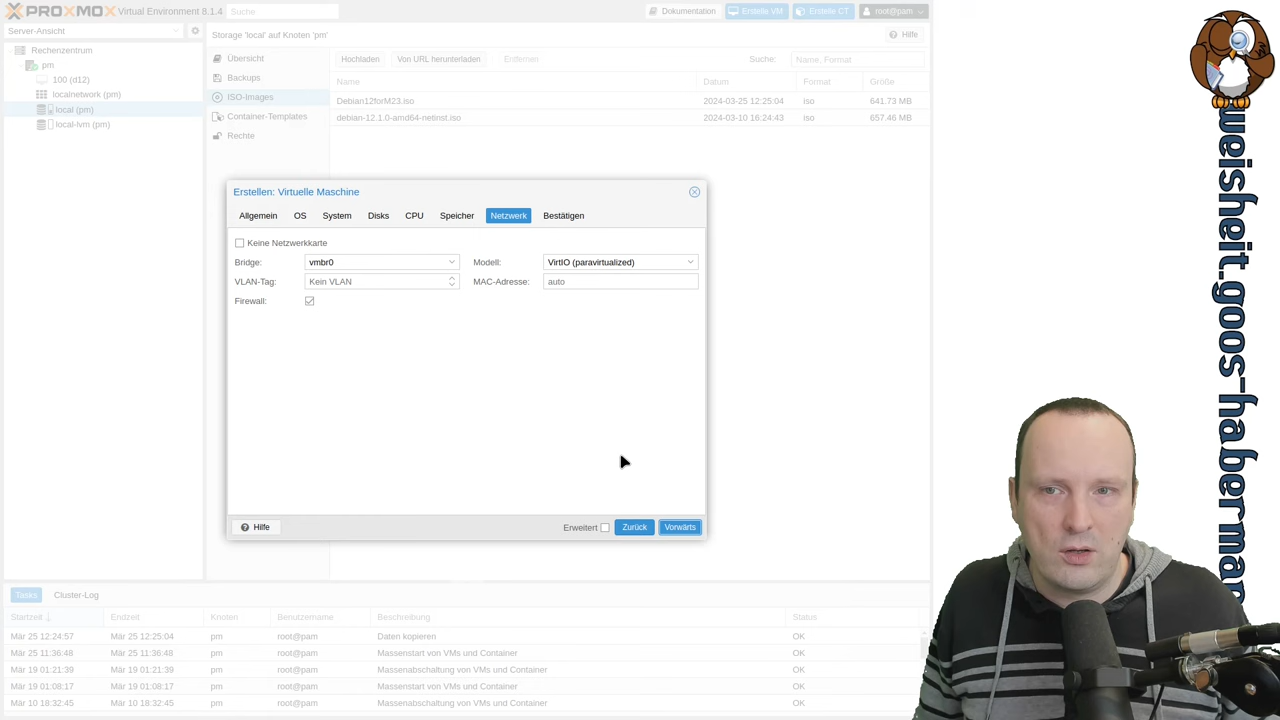 PROXMOX Virtual Environment 8.1.4 Suche Dokumentation Erstelle VM Erstelle CT root@pam
Server-Ansicht
Storage 'local' auf Knoten 'pm' Hilfe
Rechenzentrum
pm
100 (d12)
localnetwork (pm)
local (pm)
local-lvm (pm)
Übersicht
Backups
ISO-Images
Container-Templates
Rechte
Hochladen Von URL herunterladen Entfernen Suche: Name, Format
Name Datum Format Größe
Debian12forM23.iso 2024-03-25 12:25:04 iso 641.73 MB
debian-12.1.0-amd64-netinst.iso 2024-03-10 16:24:43 iso 657.46 MB
Erstellen: Virtuelle Maschine
Allgemein OS System Disks CPU Speicher Netzwerk Bestätigen
Keine Netzwerkkarte
Bridge: vmbr0 Modell: VirtIO (paravirtualized)
VLAN-Tag: Kein VLAN MAC-Adresse: auto
Firewall:
Hilfe Erweitert Zurück Vorwärts
Tasks Cluster-Log
Startzeit Endzeit Knoten Benutzername Beschreibung Status
Mär 25 12:24:57 Mär 25 12:25:04 pm root@pam Daten kopieren OK
Mär 25 11:36:48 Mär 25 11:36:48 pm root@pam Massenstart von VMs und Container OK
Mär 19 01:21:39 Mär 19 01:21:39 pm root@pam Massenabschaltung von VMs und Container OK
Mär 19 01:08:17 Mär 19 01:08:17 pm root@pam Massenstart von VMs und Container OK
Mär 10 18:32:45 Mär 10 18:32:45 pm root@pam Massenabschaltung von VMs und Container OK